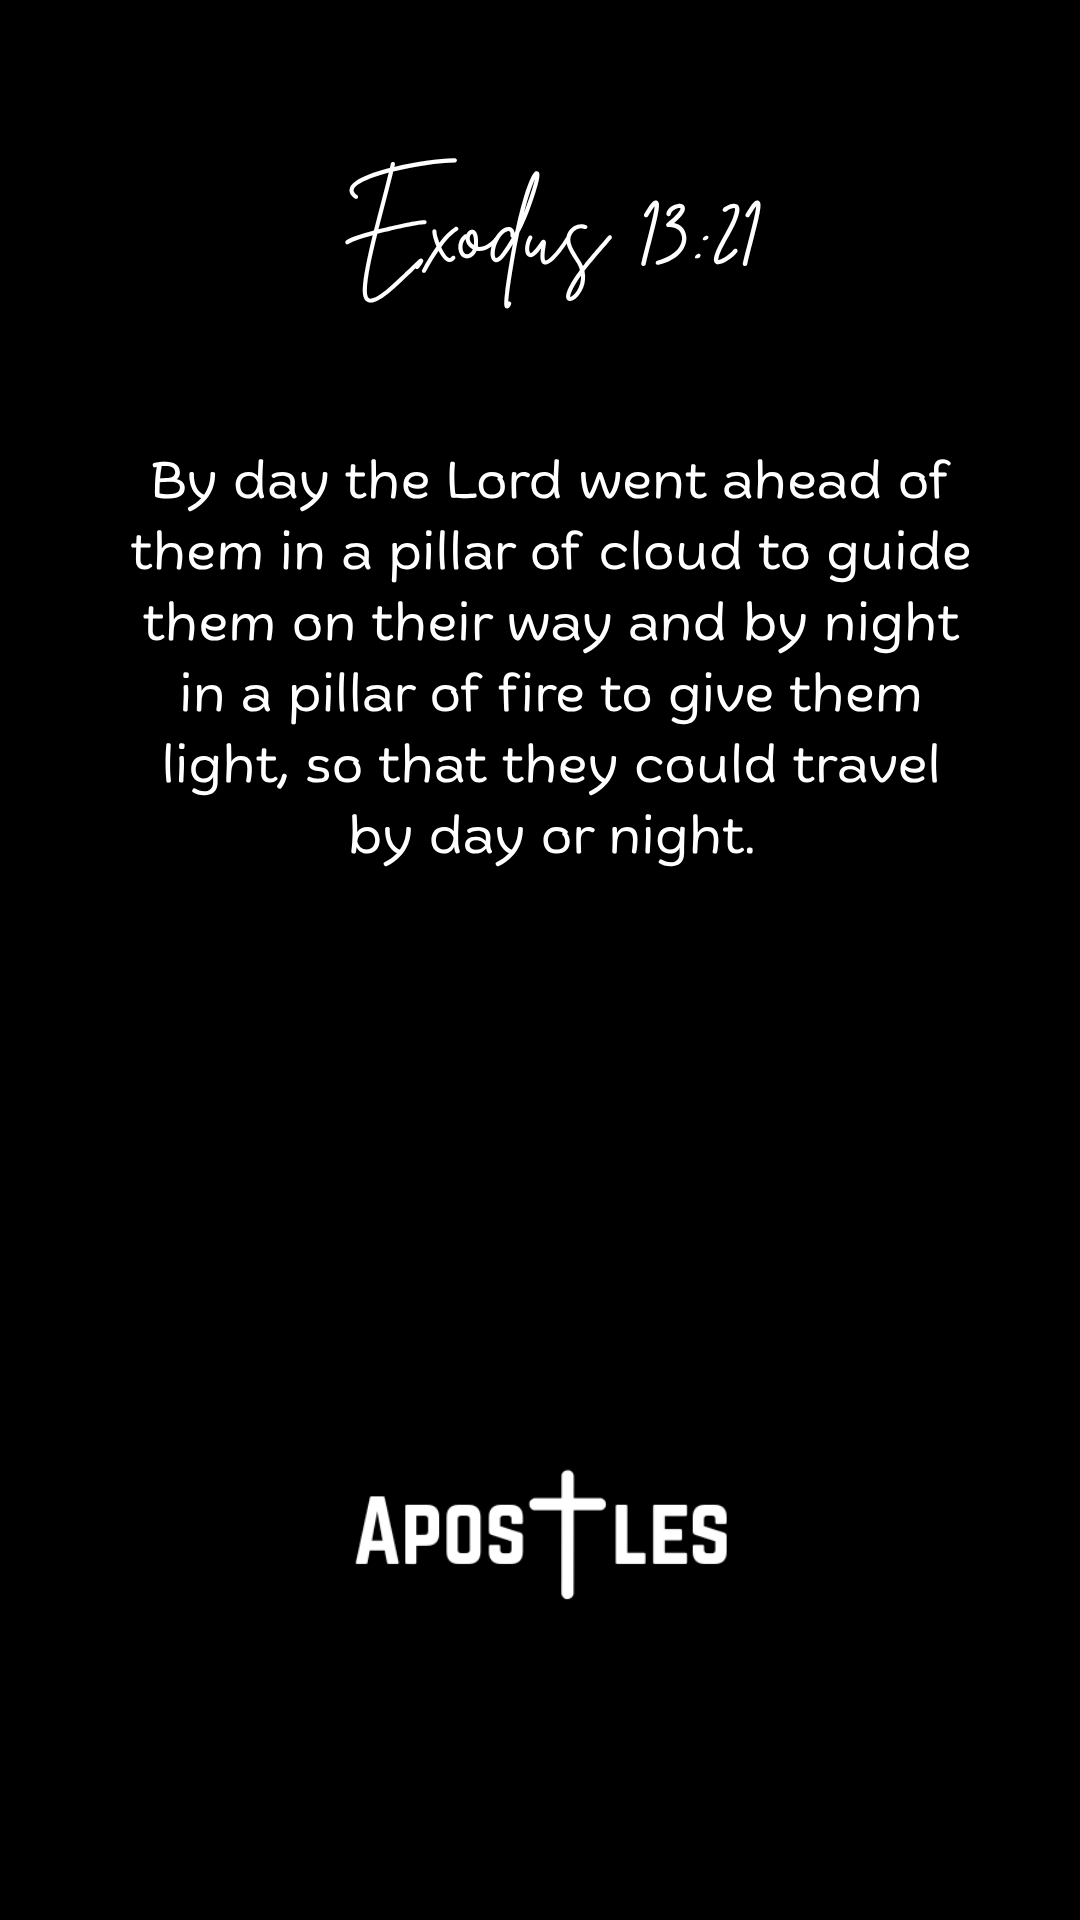 Exodus 13:21
By day the Lord went ahead of
them in a pillar of cloud to guide
them on their way and by night
in a pillar of fire to give them
light, so that they could travel
by day or night.
APOSTLES